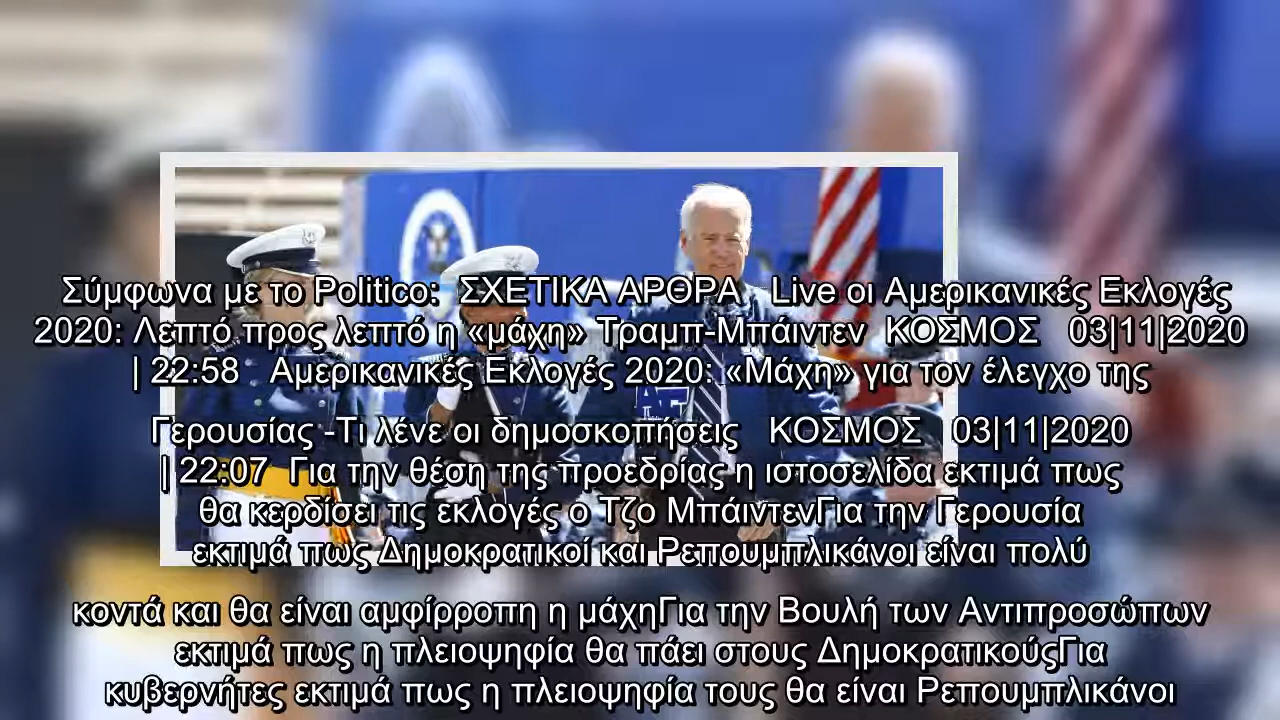 Σύμφωνα με το Politico:  ΣΧΕΤΙΚΑ ΑΡΘΡΑ   Live οι Αμερικανικές Εκλογές
2020: Λεπτό προς λεπτό η «μάχη» Τραμπ-Μπάιντεν  ΚΟΣΜΟΣ   03|11|2020
| 22:58   Αμερικανικές Εκλογές 2020: «Μάχη» για τον έλεγχο της
Γερουσίας -Τι λένε οι δημοσκοπήσεις   ΚΟΣΜΟΣ   03|11|2020
| 22:07  Για την θέση της προεδρίας η ιστοσελίδα εκτιμά πως
θα κερδίσει τις εκλογές ο Τζο ΜπάιντενΓια την Γερουσία
εκτιμά πως Δημοκρατικοί και Ρεπουμπλικάνοι είναι πολύ
κοντά και θα είναι αμφίρροπη η μάχηΓια την Βουλή των Αντιπροσώπων
εκτιμά πως η πλειοψηφία θα πάει στους ΔημοκρατικούςΓια
κυβερνήτες εκτιμά πως η πλειοψηφία τους θα είναι Ρεπουμπλικάνοι